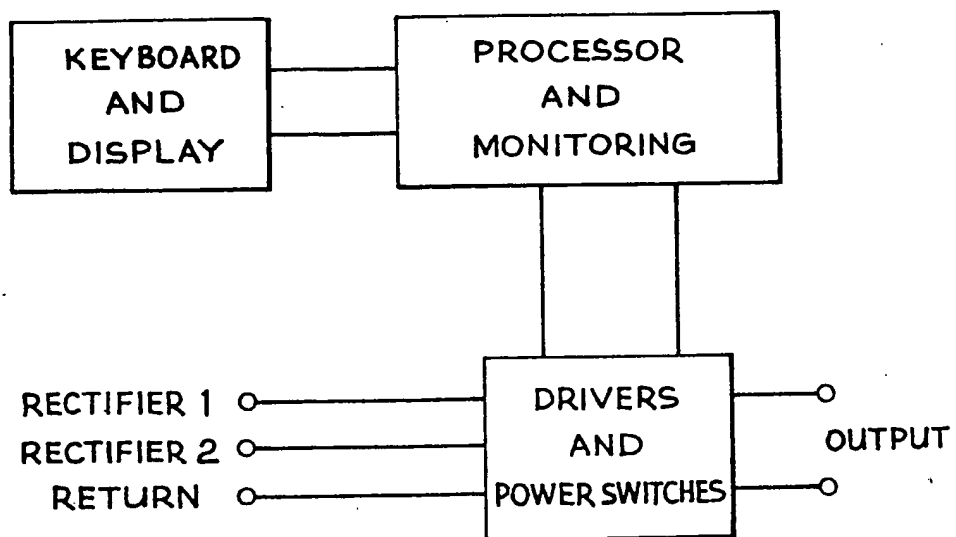 KEYBOARD
AND
DISPLAY
PROCESSOR
AND
MONITORING
RECTIFIER 1
RECTIFIER 2
RETURN
DRIVERS
AND
POWER SWITCHES
OUTPUT